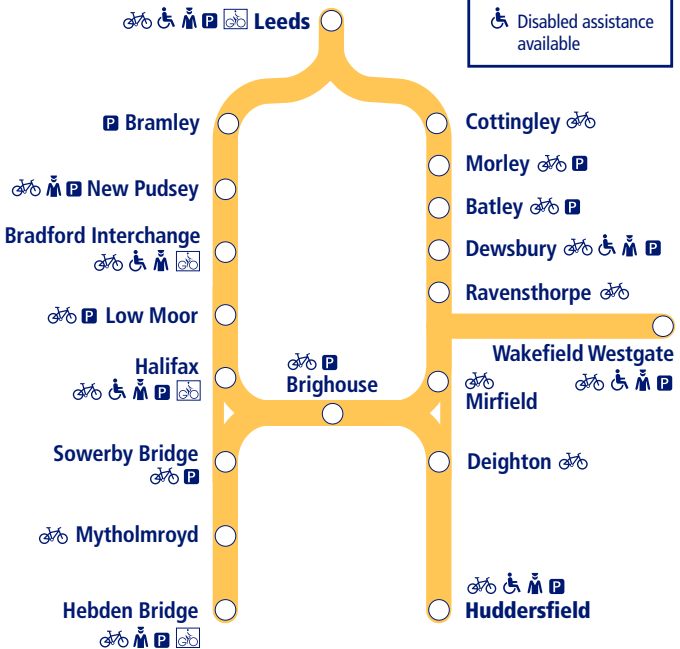 Leeds
Disabled assistance
available
P Bramley
Cottingley
Morley P
P New Pudsey
Batley P
Bradford Interchange
Dewsbury P
Ravensthorpe
P Low Moor
Wakefield Westgate
P
Halifax
P
P
Brighouse
Mirfield
Sowerby Bridge
P
Deighton
Mytholmroyd
P
Hebden Bridge
P
Huddersfield